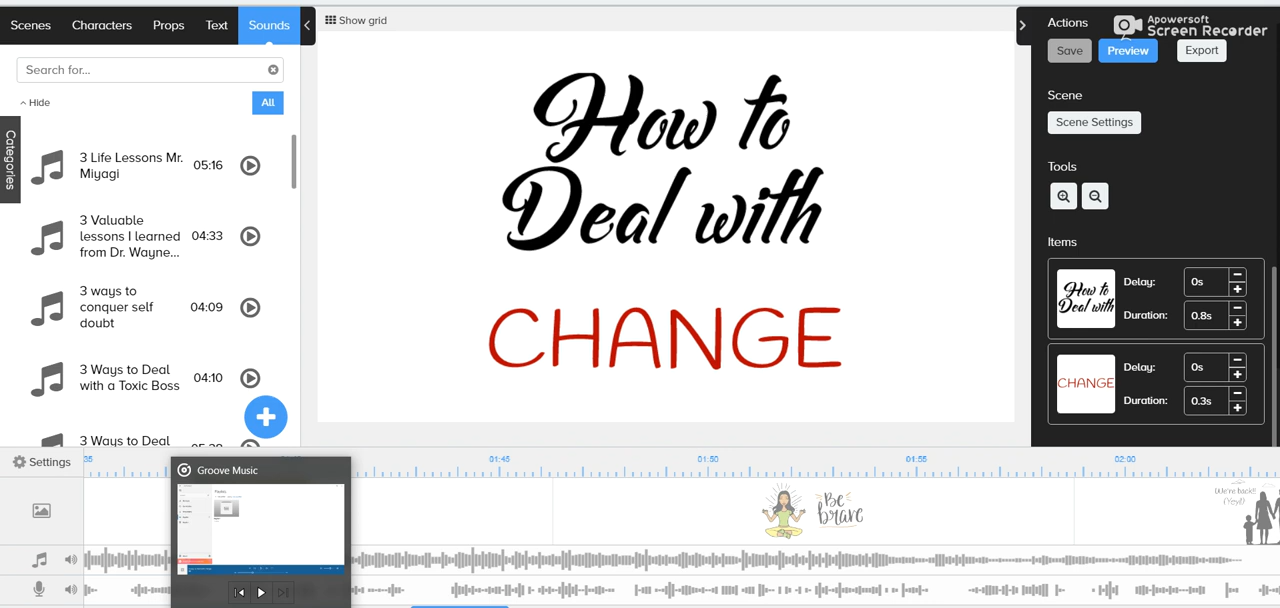 Scenes Characters Props Text Sounds
Show grid
Actions
Apowersoft
Screen Recorder
Search for...
Save Preview Export
Hide
All
Categories
3 Life Lessons Mr.
Miyagi
05:16
3 Valuable
lessons I learned
from Dr. Wayne...
04:33
3 ways to
conquer self
doubt
04:09
3 Ways to Deal
with a Toxic Boss
04:10
3 Ways to Deal
How to
Deal with
CHANGE
Scene
Scene Settings
Tools
Items
How to
Deal with
Delay: 0s
Duration: 0.8s
CHANGE
Delay: 0s
Duration: 0.3s
Settings
35 01:45 01:50 01:55 02:00
Groove Music
Be
brave
We're back!!
(Yey!)